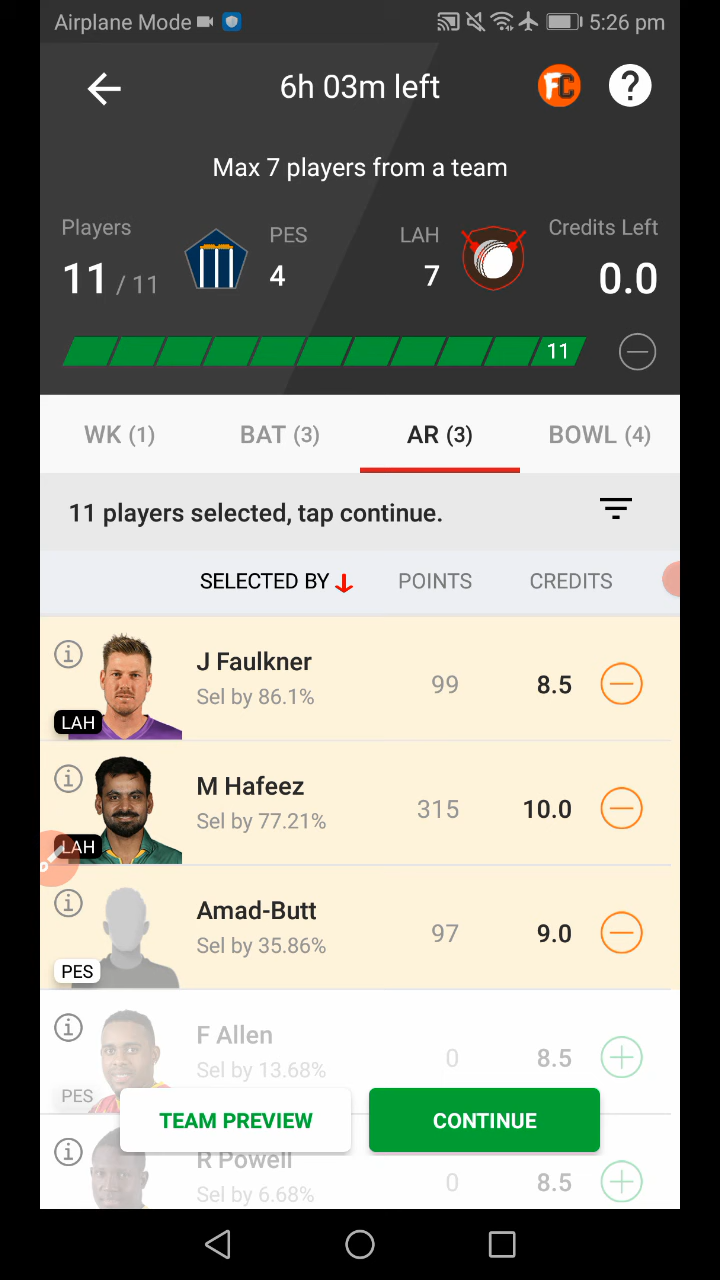 Airplane Mode 5:26 pm
6h 03m left
FC ?
Max 7 players from a team
Players PES LAH Credits Left
11 / 11 4 7 0.0
11
WK (1) BAT (3) AR (3) BOWL (4)
11 players selected, tap continue.
SELECTED BY POINTS CREDITS
J Faulkner
Sel by 86.1% 99 8.5
LAH
M Hafeez
Sel by 77.21% 315 10.0
LAH
Amad-Butt
Sel by 35.86% 97 9.0
PES
F Allen
Sel by 13.68% 0 8.5
PES
TEAM PREVIEW CONTINUE
R Powell
Sel by 6.68% 0 8.5